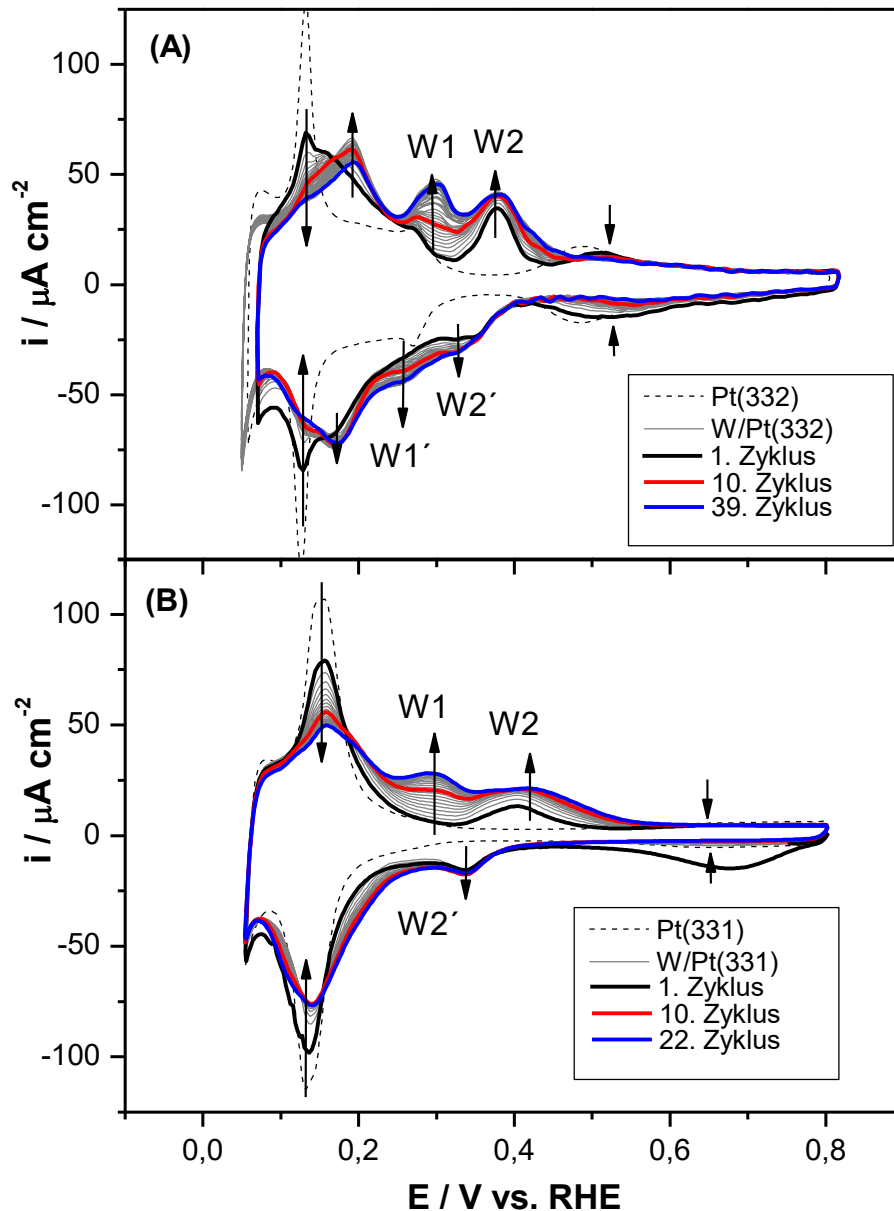 (A)
100
50
0
-50
-100
i / µA cm⁻²
W1
W2
W1´
W2´
Pt(332)
W/Pt(332)
1. Zyklus
10. Zyklus
39. Zyklus
(B)
100
50
0
-50
-100
i / µA cm⁻²
W1
W2
W2´
Pt(331)
W/Pt(331)
1. Zyklus
10. Zyklus
22. Zyklus
0,0 0,2 0,4 0,6 0,8
E / V vs. RHE